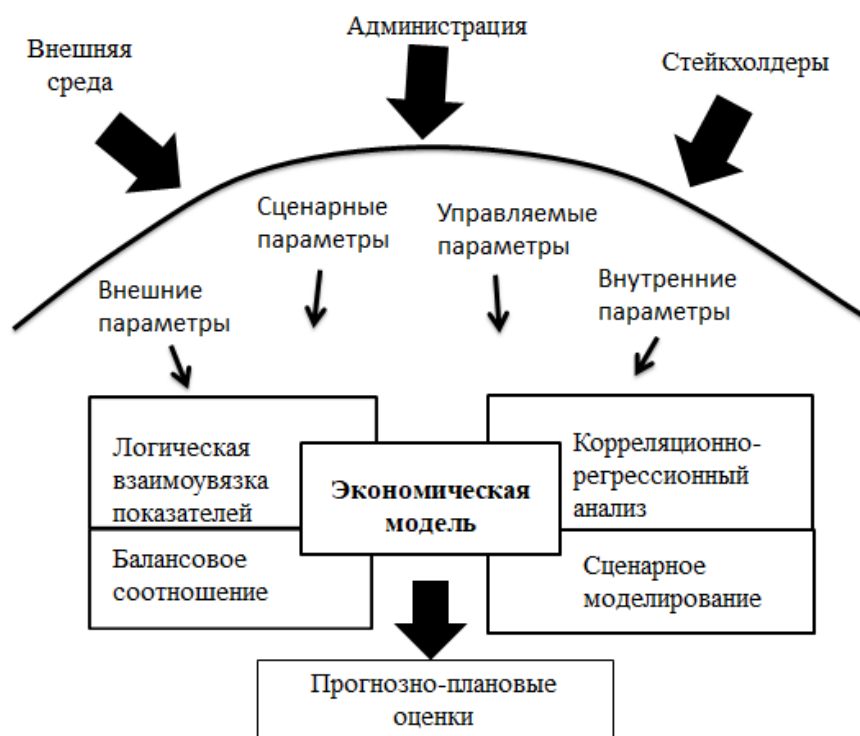 Внешняя
среда
Администрация
Стейкхолдеры
Сценарные
параметры
Управляемые
параметры
Внешние
параметры
Внутренние
параметры
Логическая
взаимоувязка
показателей
Экономическая
модель
Корреляционно-
регрессионный
анализ
Балансовое
соотношение
Сценарное
моделирование
Прогнозно-плановые
оценки